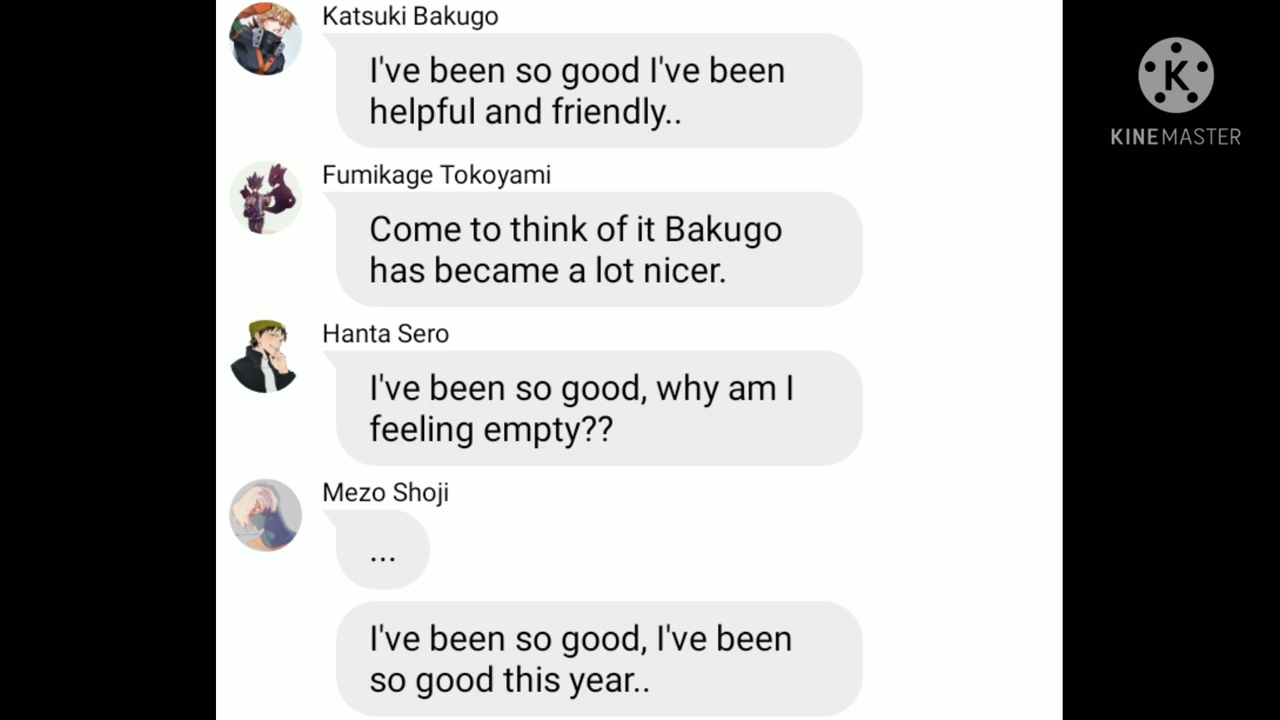 Katsuki Bakugo
I've been so good I've been
helpful and friendly..
K
KINEMASTER
Fumikage Tokoyami
Come to think of it Bakugo
has became a lot nicer.
Hanta Sero
I've been so good, why am I
feeling empty??
Mezo Shoji
...
I've been so good, I've been
so good this year..